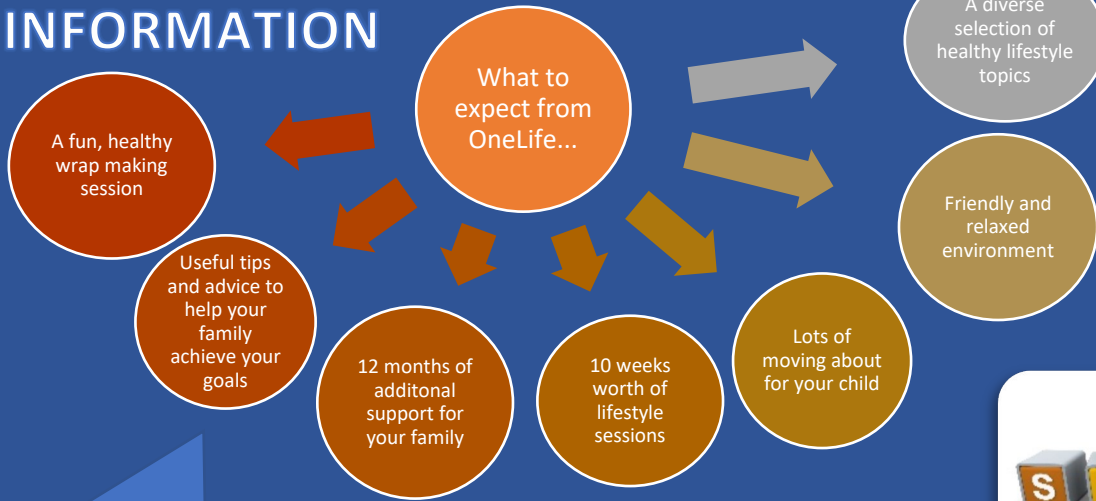 INFORMATION
What to
expect from
OneLife...
A diverse
selection of
healthy lifestyle
topics
A fun, healthy
wrap making
session
Friendly and
relaxed
environment
Useful tips
and advice to
help your
family
achieve your
goals
12 months of
additonal
support for
your family
10 weeks
worth of
lifestyle
sessions
Lots of
moving about
for your child
S